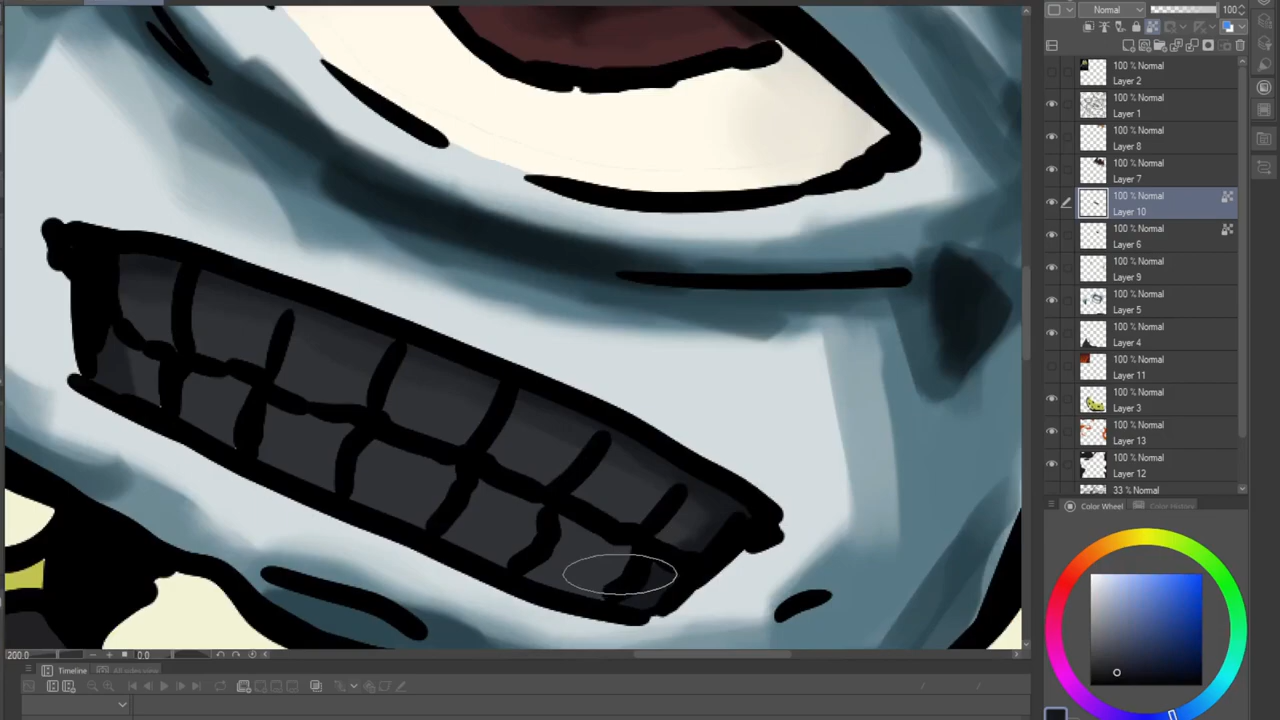 Normal
100
100 % Normal
Layer 2
100 % Normal
Layer 1
100 % Normal
Layer 8
100 % Normal
Layer 7
100 % Normal
Layer 10
100 % Normal
Layer 6
100 % Normal
Layer 9
100 % Normal
Layer 5
100 % Normal
Layer 4
100 % Normal
Layer 11
100 % Normal
Layer 3
100 % Normal
Layer 13
100 % Normal
Layer 12
33 % Normal
Color Wheel
Color History
200.0
0.0
Timeline
All sides view